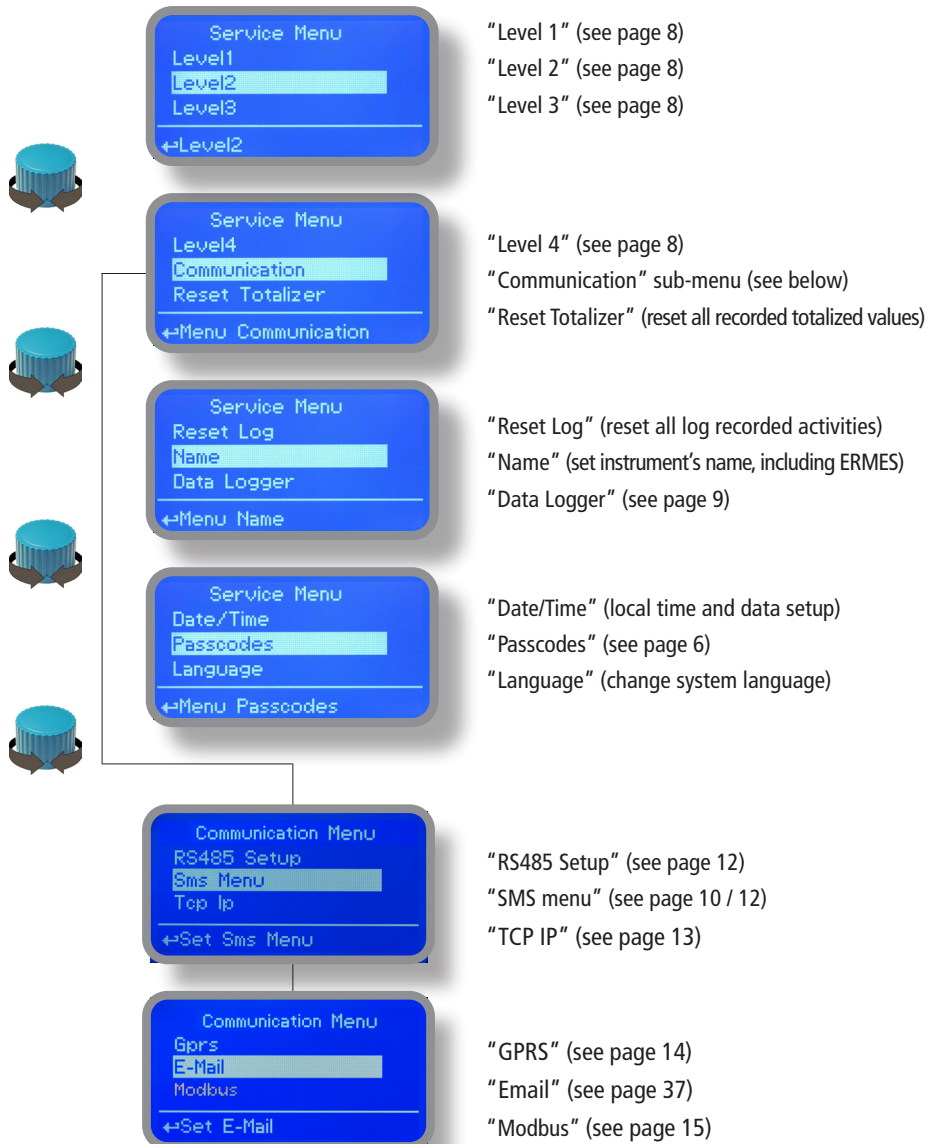 Service Menu
Level1
Level2
Level3
↵Level2
"Level 1" (see page 8)
"Level 2" (see page 8)
"Level 3" (see page 8)
Service Menu
Level4
Communication
Reset Totalizer
↵Menu Communication
"Level 4" (see page 8)
"Communication" sub-menu (see below)
"Reset Totalizer" (reset all recorded totalized values)
Service Menu
Reset Log
Name
Data Logger
↵Menu Name
"Reset Log" (reset all log recorded activities)
"Name" (set instrument's name, including ERMES)
"Data Logger" (see page 9)
Service Menu
Date/Time
Passcodes
Language
↵Menu Passcodes
"Date/Time" (local time and data setup)
"Passcodes" (see page 6)
"Language" (change system language)
Communication Menu
RS485 Setup
Sms Menu
Tcp Ip
↵Set Sms Menu
"RS485 Setup" (see page 12)
"SMS menu" (see page 10 / 12)
"TCP IP" (see page 13)
Communication Menu
Gprs
E-Mail
Modbus
↵Set E-Mail
"GPRS" (see page 14)
"Email" (see page 37)
"Modbus" (see page 15)